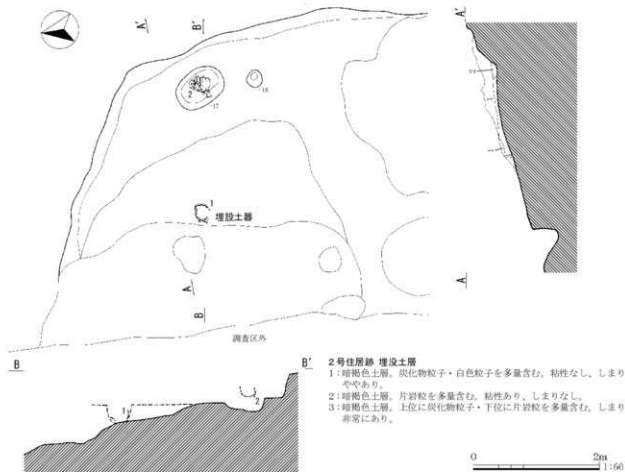 A'
B'
A'
2
-17
-18
1
埋設土器
A
B
A
調査区外
B
B'
1
2
2号住居跡 埋没土層
1:暗褐色土層。炭化物粒子・白色粒子を多量含む。粘性なし、しまり
ややあり。
2:暗褐色土層。片岩粒を多量含む。粘性あり、しまりなし。
3:暗褐色土層。上位に炭化物粒子・下位に片岩粒を多量含む。しまり
非常にあり。
0 2m
1:60